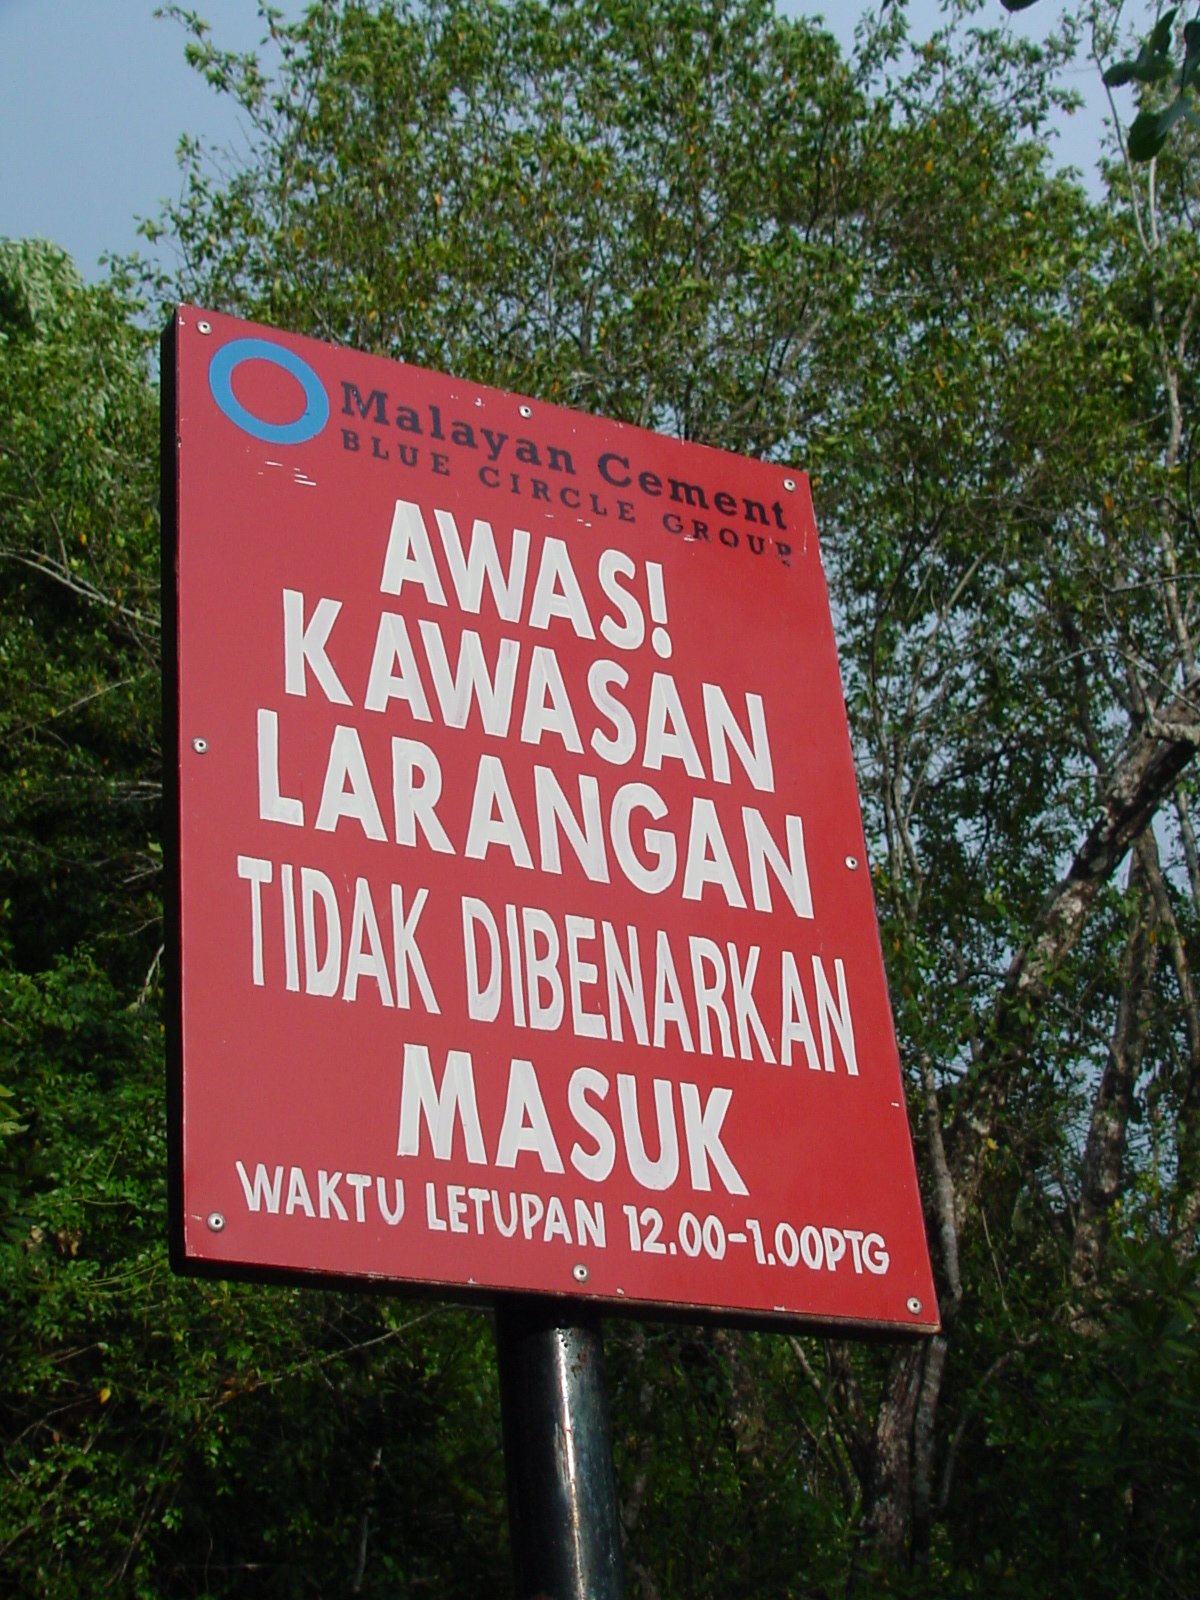 Malayan Cement
BLUE CIRCLE GROUP
AWAS!
KAWASAN
LARANGAN
TIDAK DIBENARKAN
MASUK
WAKTU LETUPAN 12.00-1.00PTG